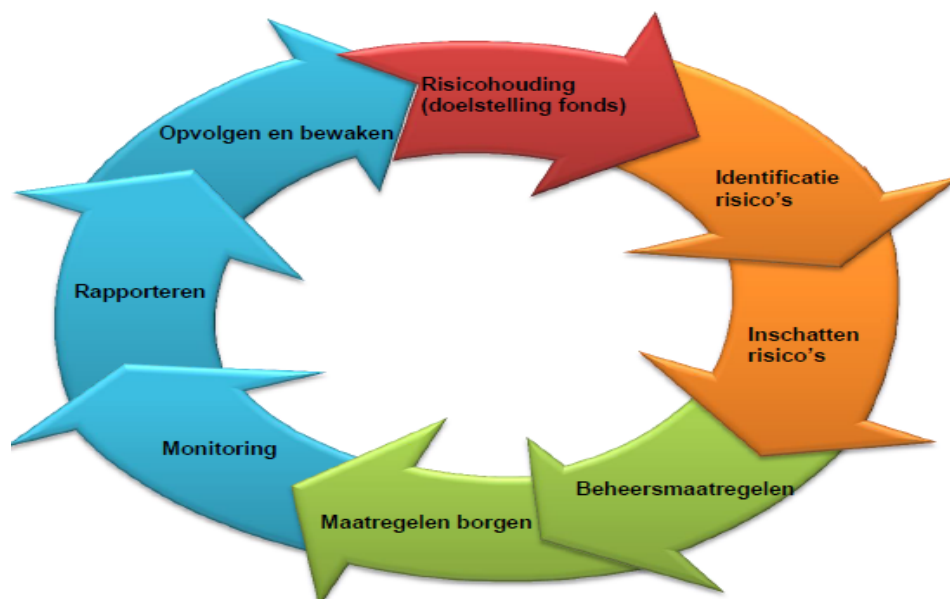 Risicohouding
(doelstelling fonds)
Identificatie
risico's
Inschatten
risico's
Beheersmaatregelen
Maatregelen borgen
Monitoring
Rapporteren
Opvolgen en bewaken